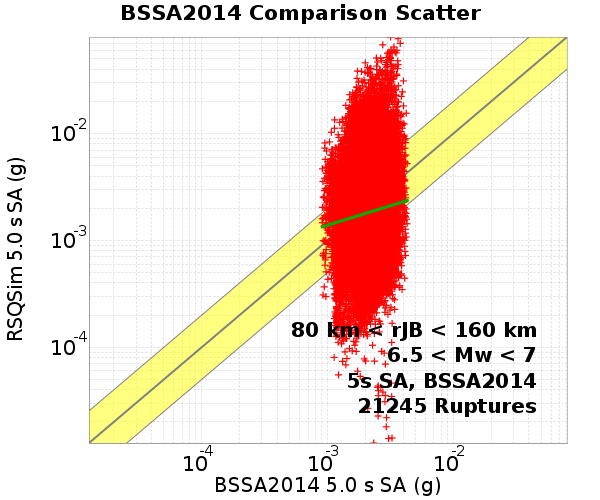 BSSA2014 Comparison Scatter
RSQSim 5.0 s SA (g)
10-2
10-3
10-4
80 km < rJB < 160 km
6.5 < Mw < 7
5s SA, BSSA2014
21245 Ruptures
10-4 10-3 10-2
BSSA2014 5.0 s SA (g)